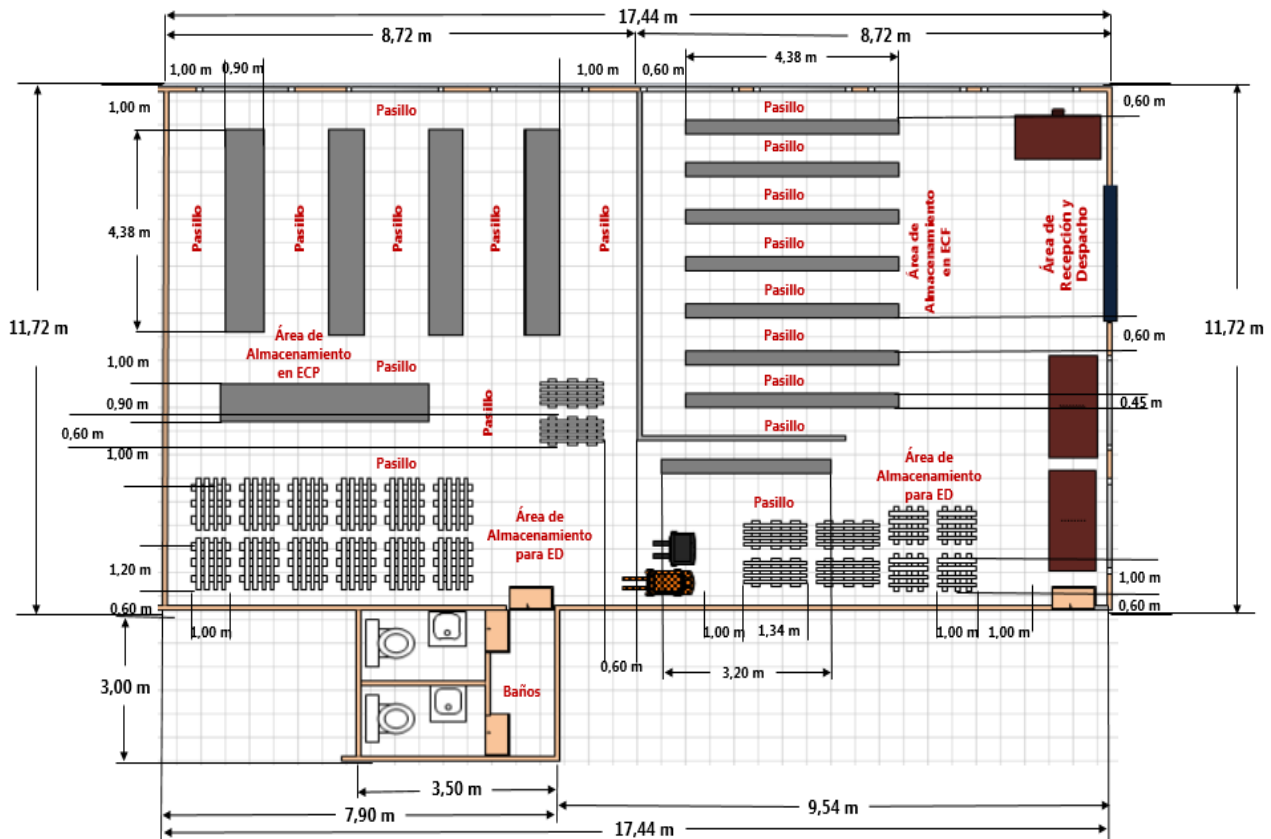 17,44 m
8,72 m
8,72 m
1,00 m
0,90 m
1,00 m
0,60 m
4,38 m
1,00 m
Pasillo
Pasillo
0,60 m
Pasillo
Pasillo
4,38 m
Pasillo
Pasillo
Pasillo
Pasillo
Pasillo
Pasillo
Área de
Almacenamiento
en ECF
Área de
Recepción y
Despacho
Pasillo
Pasillo
11,72 m
11,72 m
Área de
Almacenamiento
en ECP
1,00 m
Pasillo
Pasillo
0,60 m
Pasillo
0,90 m
Pasillo
0,45 m
0,60 m
1,00 m
Pasillo
Pasillo
Área de
Almacenamiento
para ED
Área de
Almacenamiento
para ED
Pasillo
1,20 m
1,00 m
0,60 m
0,60 m
1,00 m
1,00 m
1,34 m
1,00 m
1,00 m
0,60 m
3,20 m
3,00 m
Baños
3,50 m
7,90 m
9,54 m
17,44 m